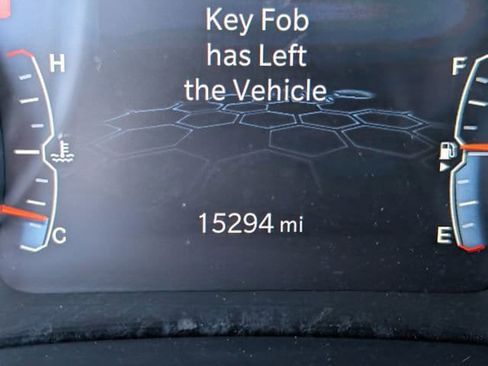 Key Fob
has Left
the Vehicle
H
F
15294 mi
C
E